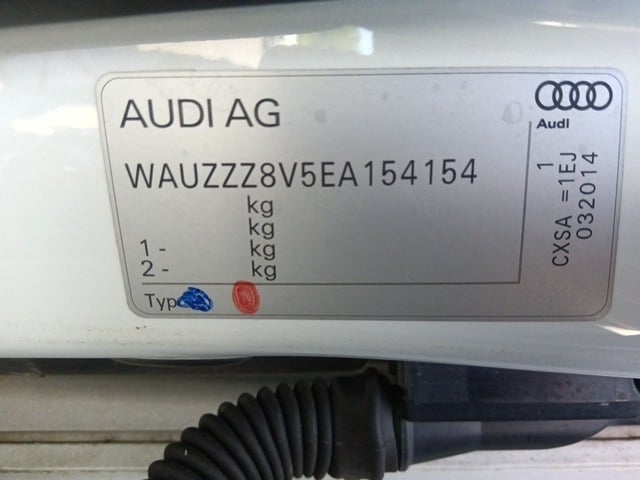 AUDI AG
Audi
WAUZZZ8V5EA154154
kg
kg
1 - kg
2 - kg
Typ
1
CXSA =1EJ
032014